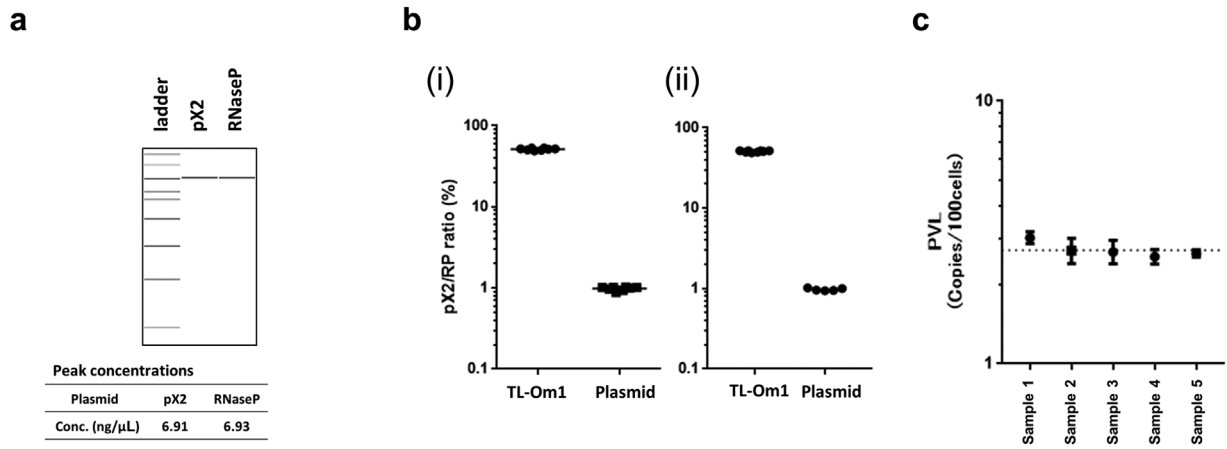 a
ladder
pX2
RNaseP
Peak concentrations
Plasmid pX2 RNaseP
Conc. (ng/μL) 6.91 6.93
b
(i)
pX2/RP ratio (%)
100
10
1
0.1
TL-Om1 Plasmid
(ii)
100
10
1
0.1
TL-Om1 Plasmid
c
PVL
(Copies/100cells)
10
1
Sample 1
Sample 2
Sample 3
Sample 4
Sample 5